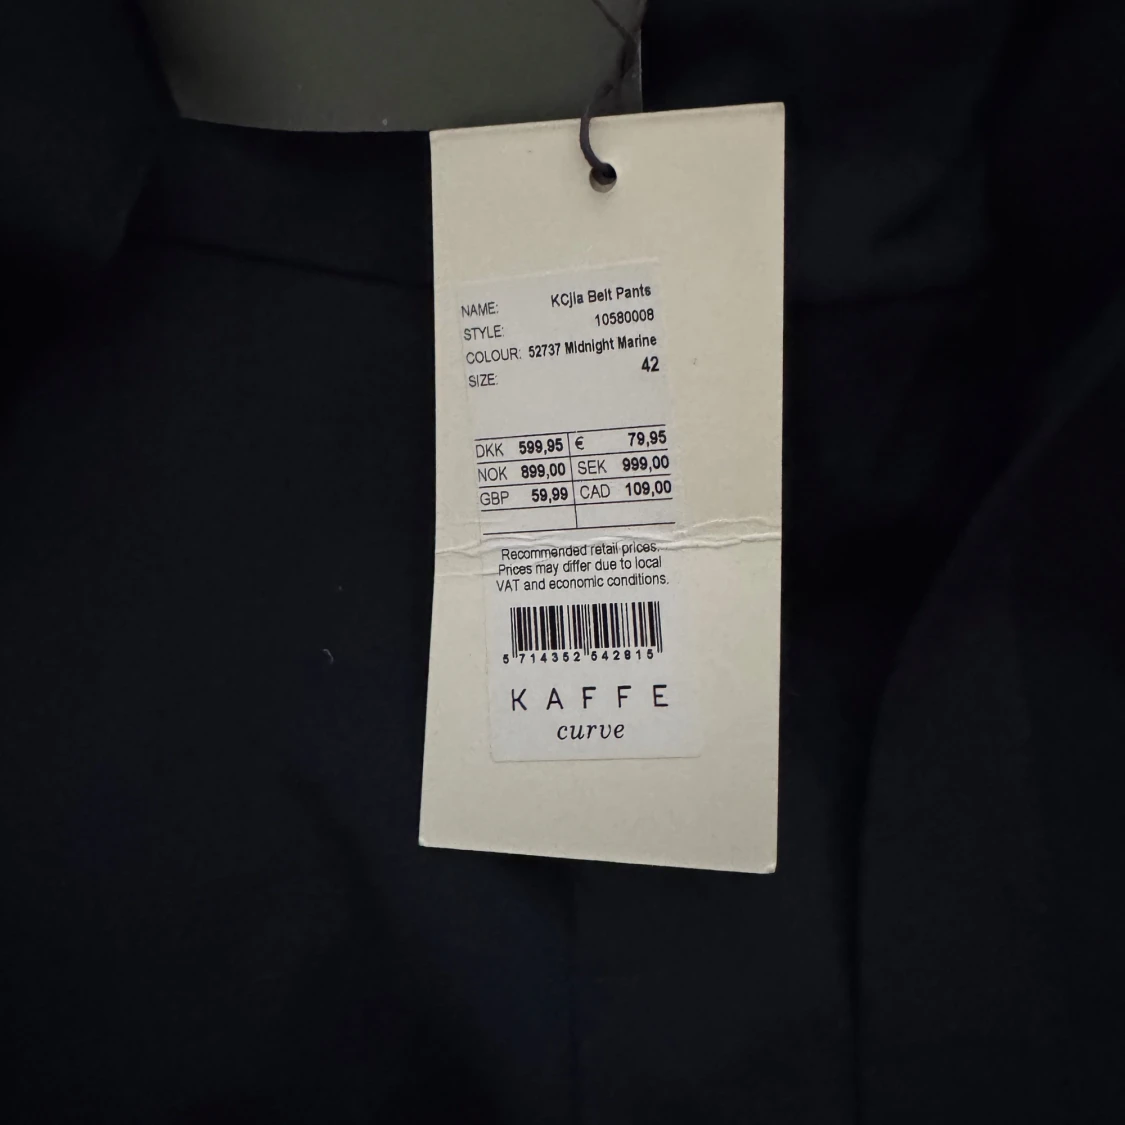 NAME: KCjia Belt Pants
STYLE: 10580008
COLOUR: 52737 Midnight Marine
SIZE: 42
DKK 599,95 € 79,95
NOK 899,00 SEK 999,00
GBP 59,99 CAD 109,00
Recommended retail prices.
Prices may differ due to local
VAT and economic conditions.
5 714352 542815
KAFFE
curve